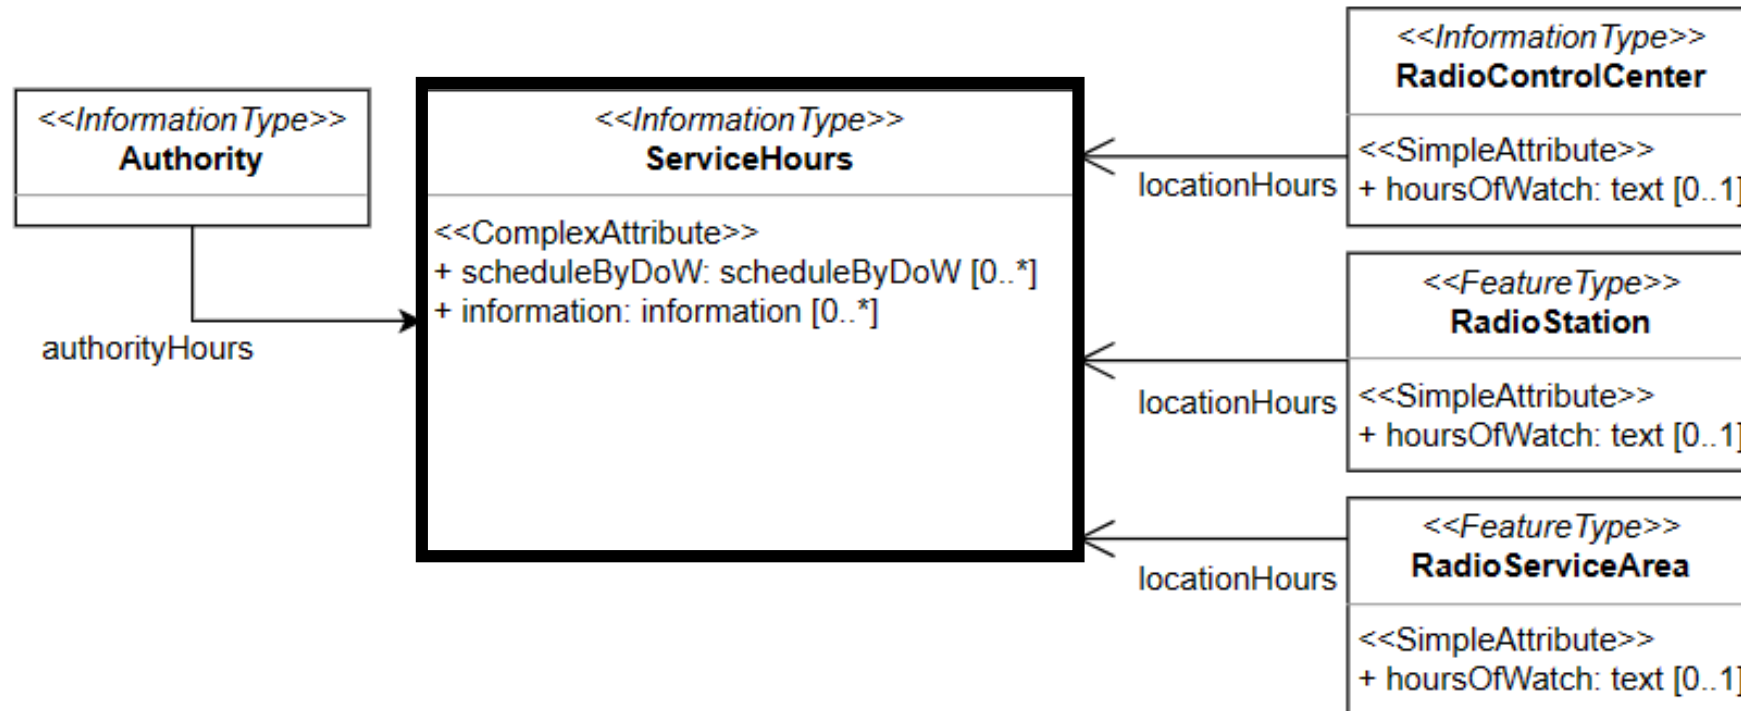 <<InformationType>>
Authority
authorityHours
<<InformationType>>
ServiceHours
<<ComplexAttribute>>
+ scheduleByDoW: scheduleByDoW [0..*]
+ information: information [0..*]
locationHours
locationHours
locationHours
<<InformationType>>
RadioControlCenter
<<SimpleAttribute>>
+ hoursOfWatch: text [0..1]
<<FeatureType>>
RadioStation
<<SimpleAttribute>>
+ hoursOfWatch: text [0..1]
<<FeatureType>>
RadioServiceArea
<<SimpleAttribute>>
+ hoursOfWatch: text [0..1]